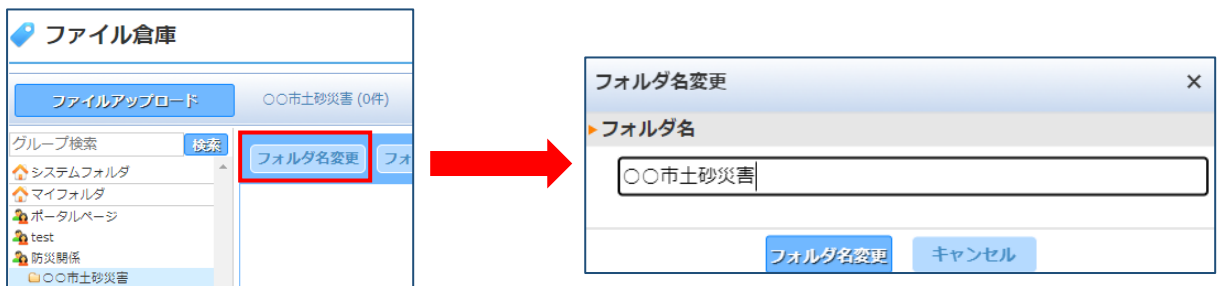 ファイル倉庫
ファイルアップロード
〇〇市土砂災害 (0件)
グループ検索
検索
フォルダ名変更
フォ
システムフォルダ
マイフォルダ
ポータルページ
test
防災関係
〇〇市土砂災害
フォルダ名変更
×
フォルダ名
〇〇市土砂災害
フォルダ名変更
キャンセル